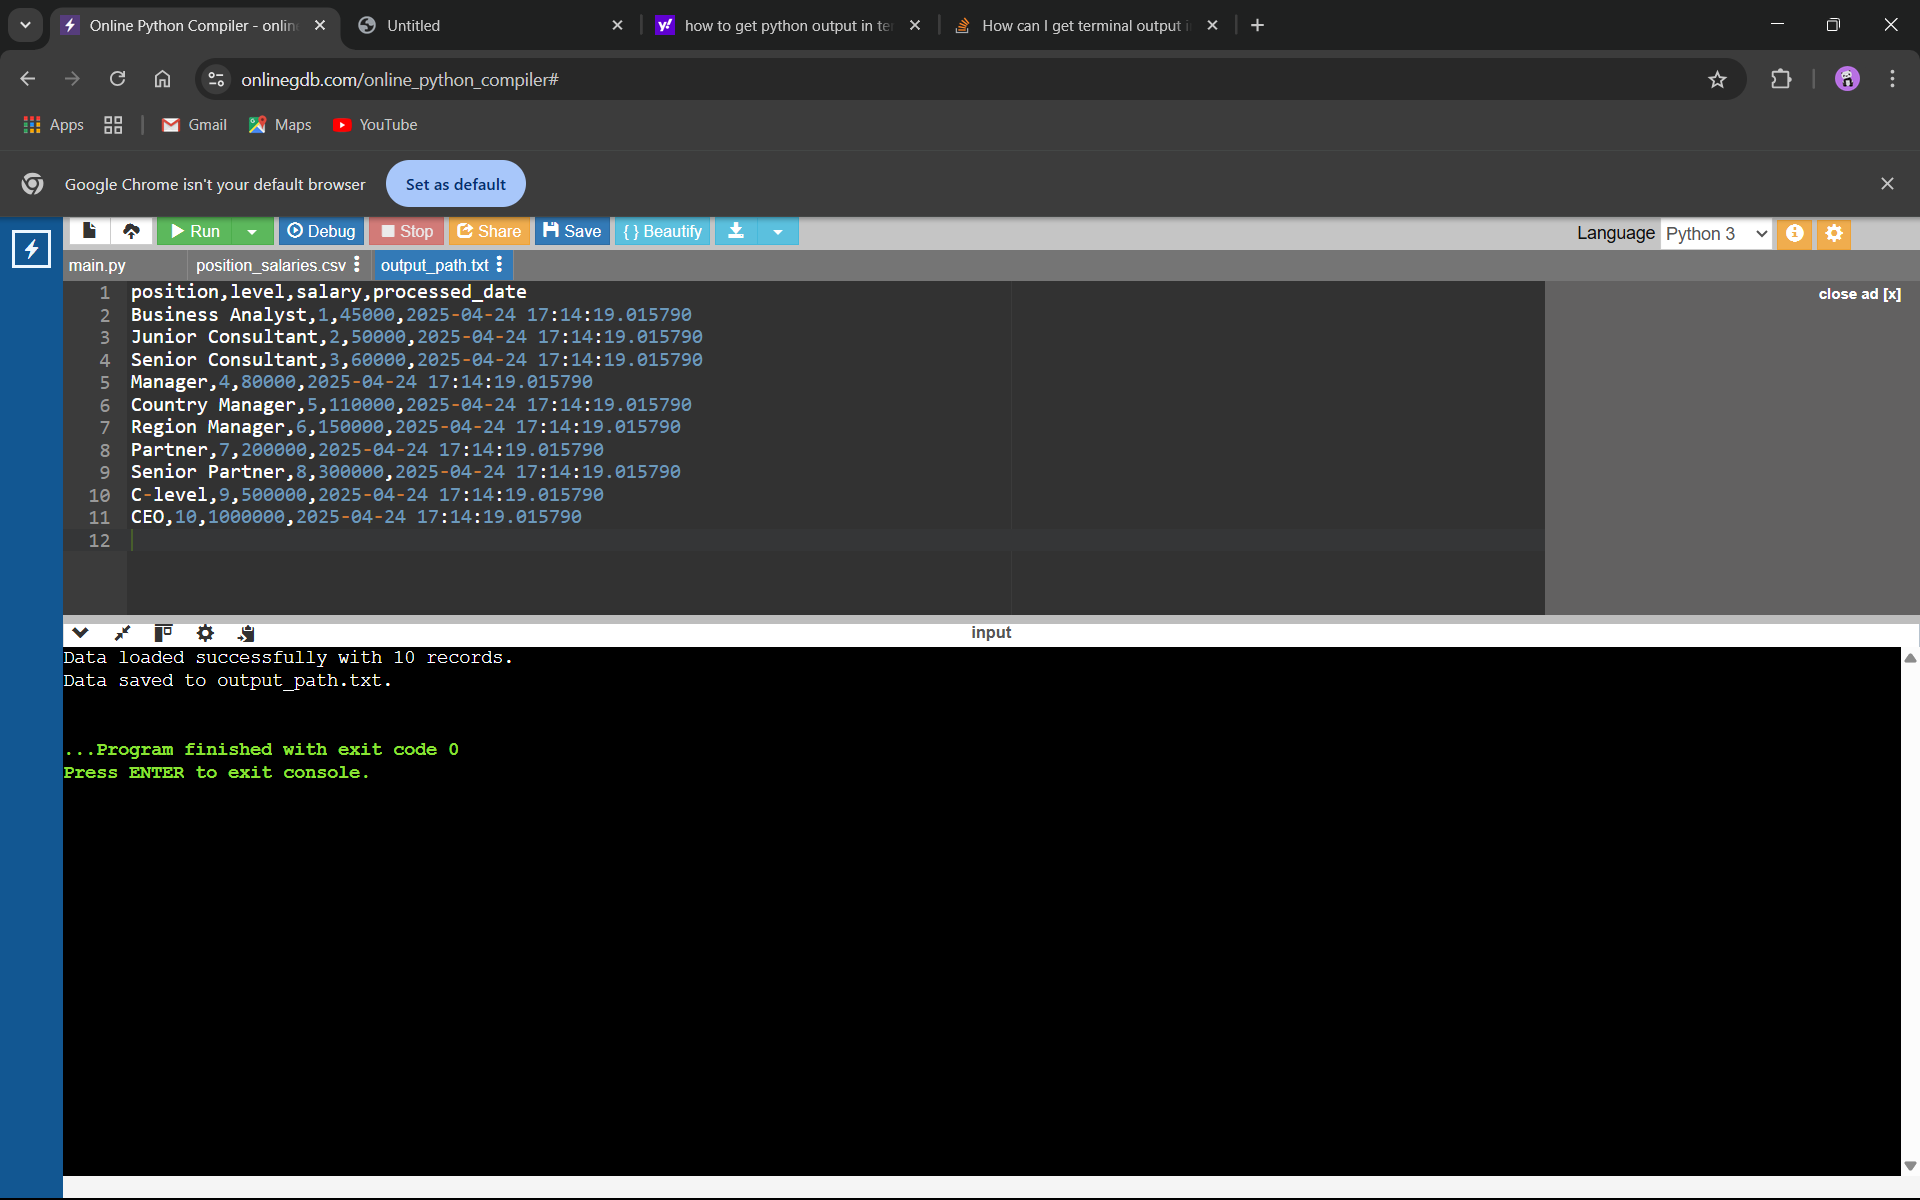 Online Python Compiler - onlin
Untitled
how to get python output in te
How can I get terminal output i
onlinegdb.com/online_python_compiler#
Apps
Gmail
Maps
YouTube
Google Chrome isn't your default browser
Set as default
Run
Debug
Stop
Share
Save
{ } Beautify
Language
Python 3
main.py
position_salaries.csv
output_path.txt
close ad [x]
1 position,level,salary,processed_date
2 Business Analyst,1,45000,2025-04-24 17:14:19.015790
3 Junior Consultant,2,50000,2025-04-24 17:14:19.015790
4 Senior Consultant,3,60000,2025-04-24 17:14:19.015790
5 Manager,4,80000,2025-04-24 17:14:19.015790
6 Country Manager,5,110000,2025-04-24 17:14:19.015790
7 Region Manager,6,150000,2025-04-24 17:14:19.015790
8 Partner,7,200000,2025-04-24 17:14:19.015790
9 Senior Partner,8,300000,2025-04-24 17:14:19.015790
10 C-level,9,500000,2025-04-24 17:14:19.015790
11 CEO,10,1000000,2025-04-24 17:14:19.015790
12
input
Data loaded successfully with 10 records.
Data saved to output_path.txt.
...Program finished with exit code 0
Press ENTER to exit console.